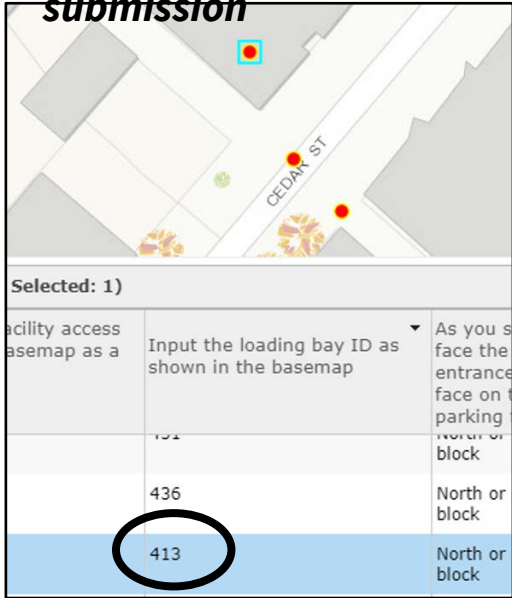 submission
CEDAR ST
Selected: 1)
acility access
asemap as a
Input the loading bay ID as
shown in the basemap
As you s
face the
entrance
face on t
parking
block
436
North or
block
413
North or
block